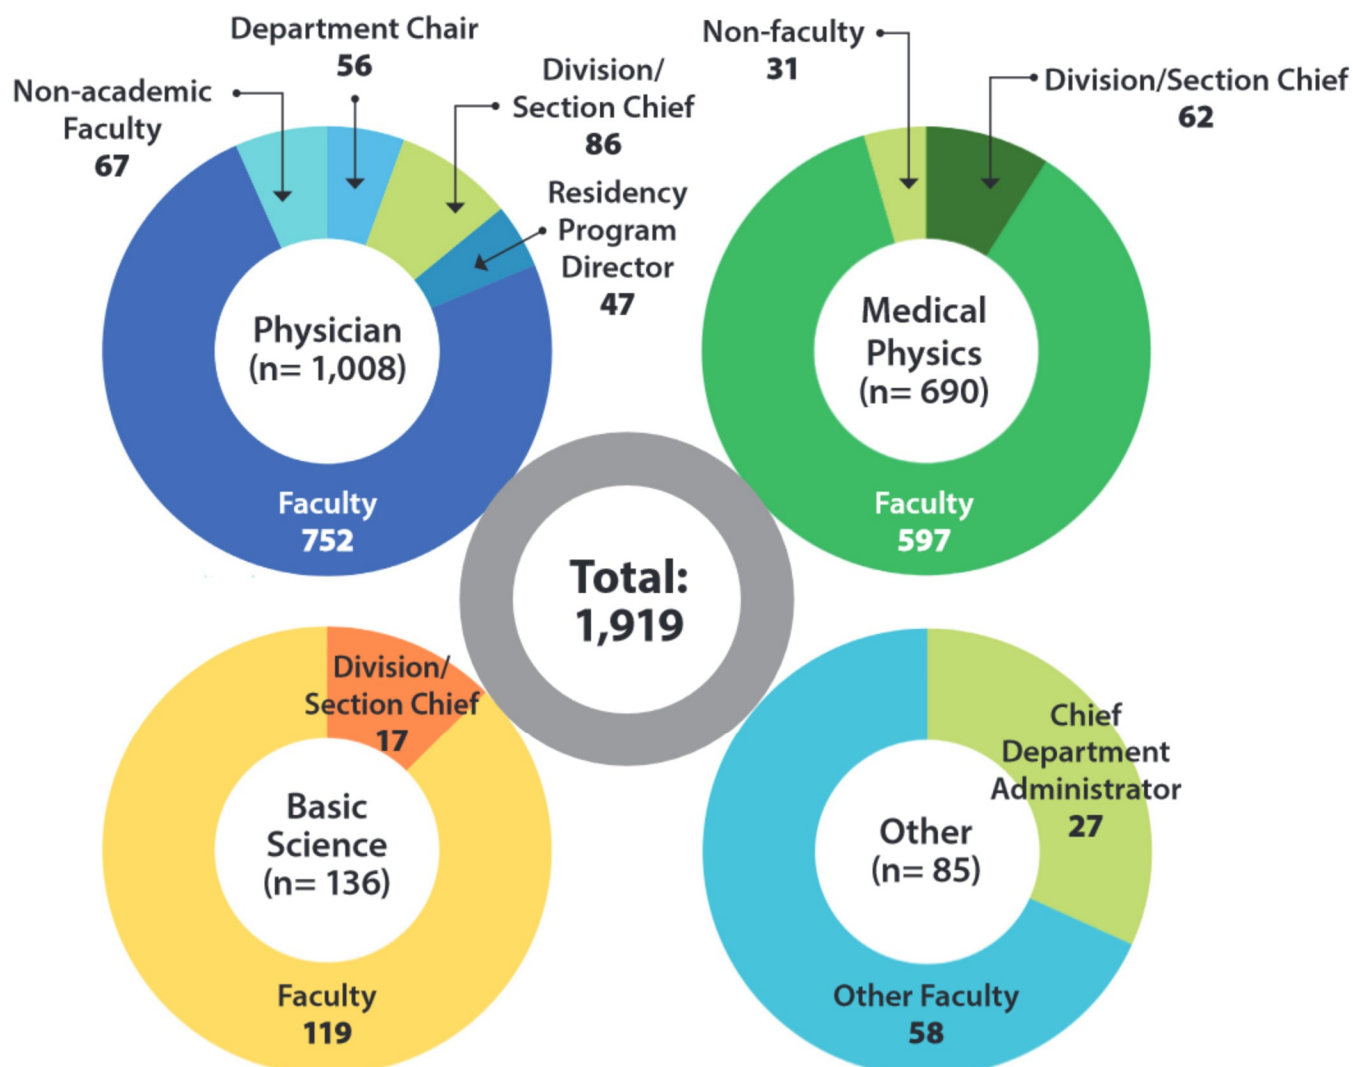 Department Chair
56
Non-academic
Faculty
67
Division/
Section Chief
86
Residency
Program
Director
47
Physician
(n= 1,008)
Faculty
752
Non-faculty
31
Division/Section Chief
62
Medical
Physics
(n= 690)
Faculty
597
Total:
1,919
Division/
Section Chief
17
Basic
Science
(n= 136)
Faculty
119
Chief
Department
Administrator
27
Other
(n= 85)
Other Faculty
58